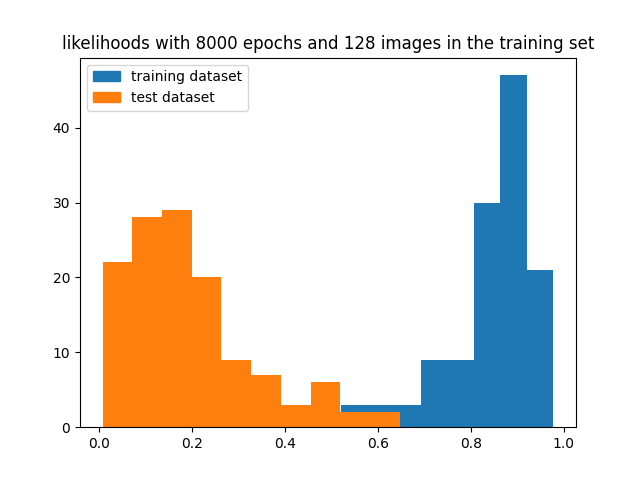 likelihoods with 8000 epochs and 128 images in the training set
training dataset
test dataset
40
30
20
10
0
0.0 0.2 0.4 0.6 0.8 1.0